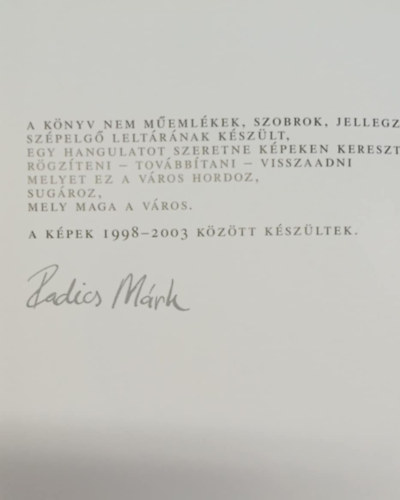 A KÖNYV NEM MŰEMLÉKEK, SZOBROK, JELLEGZ
SZÉPELGŐ LELTÁRÁNAK KÉSZÜLT,
EGY HANGULATOT SZERETNE KÉPEKEN KERESZT
RÖGZÍTENI – TOVÁBBÍTANI – VISSZAADNI
MELYET EZ A VÁROS HORDOZ,
SUGÁROZ,
MELY MAGA A VÁROS.
A KÉPEK 1998–2003 KÖZÖTT KÉSZÜLTEK.
Radics Márk